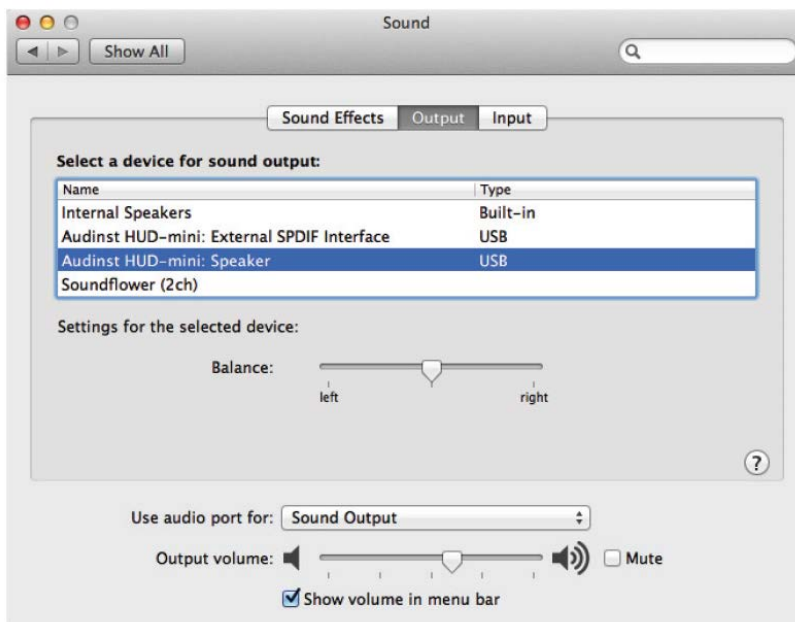 Sound
Show All
Sound Effects Output Input
Select a device for sound output:
Name Type
Internal Speakers Built-in
Audinst HUD-mini: External SPDIF Interface USB
Audinst HUD-mini: Speaker USB
Soundflower (2ch)
Settings for the selected device:
Balance:
left right
?
Use audio port for: Sound Output
Output volume: Mute
Show volume in menu bar